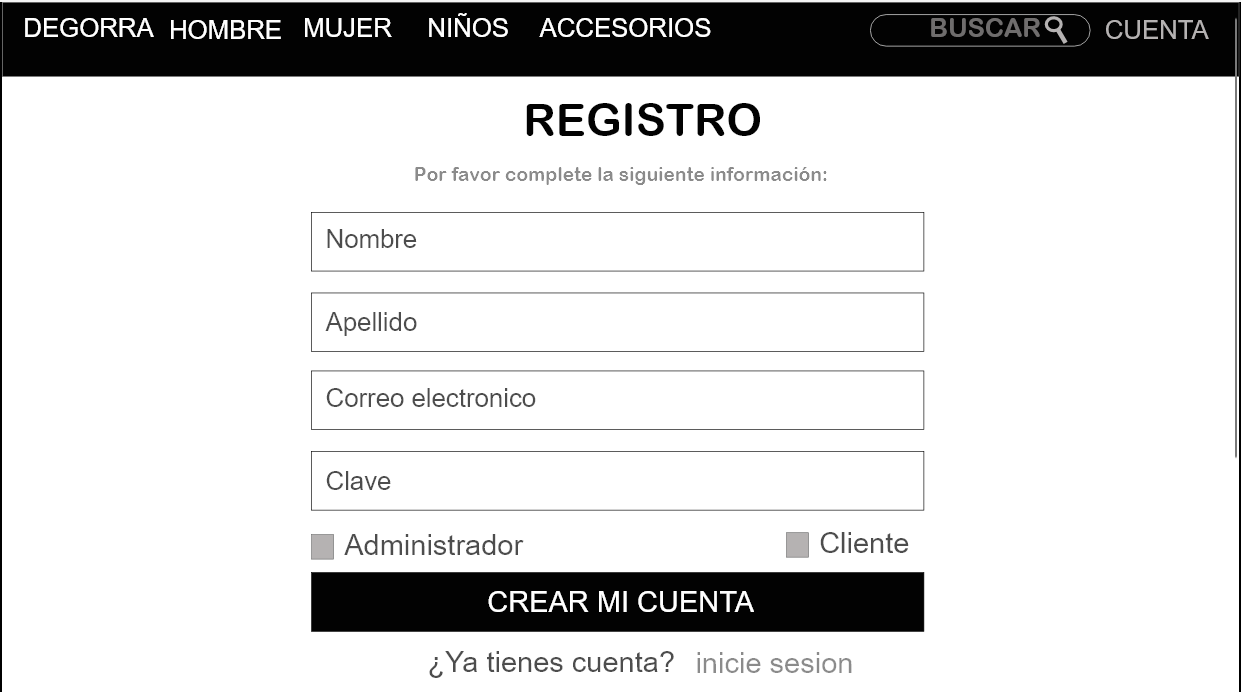 DEGORRA HOMBRE MUJER NIÑOS ACCESORIOS BUSCAR CUENTA
REGISTRO
Por favor complete la siguiente información:
Nombre
Apellido
Correo electronico
Clave
Administrador Cliente
CREAR MI CUENTA
¿Ya tienes cuenta? inicie sesion